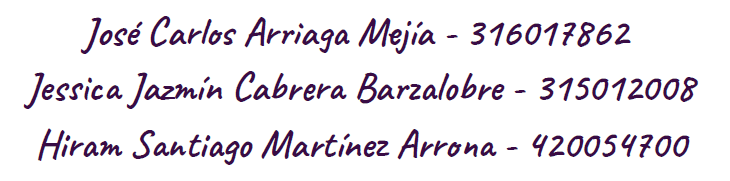 José Carlos Arriaga Mejía - 316017862
Jessica Jazmín Cabrera Barzalobre - 315012008
Hiram Santiago Martínez Arrona - 420054700